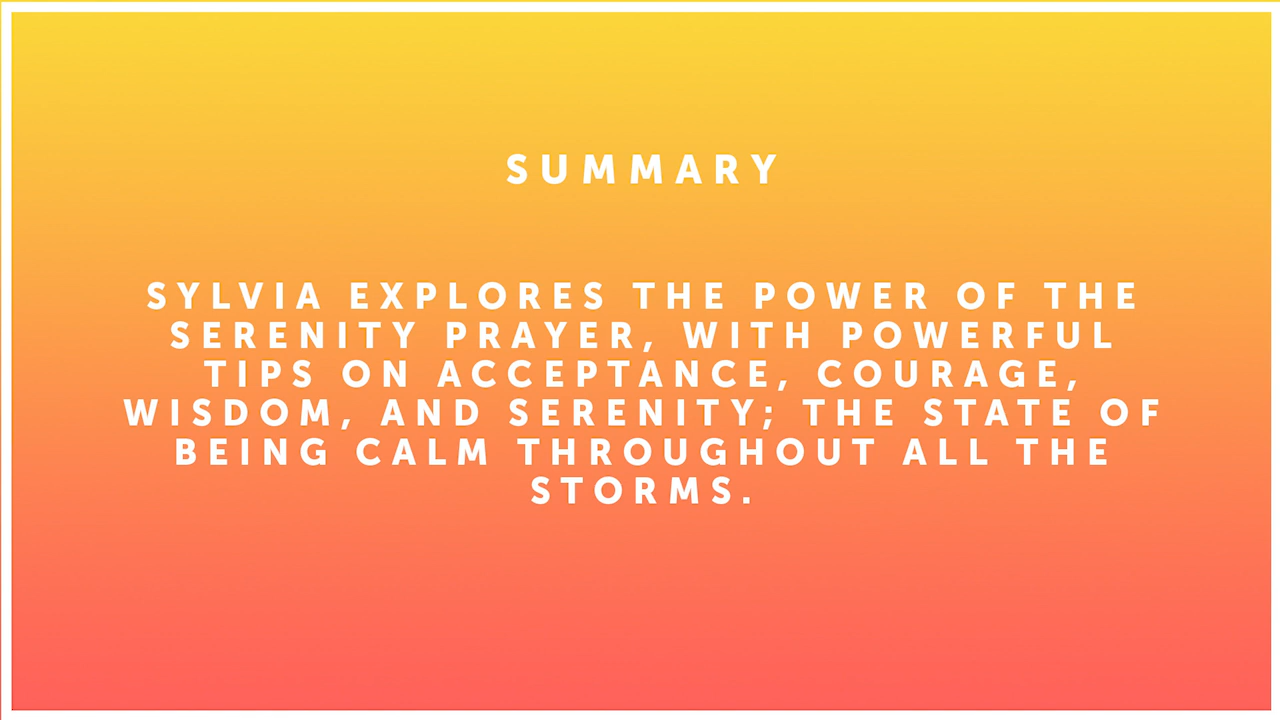 SUMMARY
SYLVIA EXPLORES THE POWER OF THE
SERENITY PRAYER, WITH POWERFUL
TIPS ON ACCEPTANCE, COURAGE,
WISDOM, AND SERENITY; THE STATE OF
BEING CALM THROUGHOUT ALL THE
STORMS.